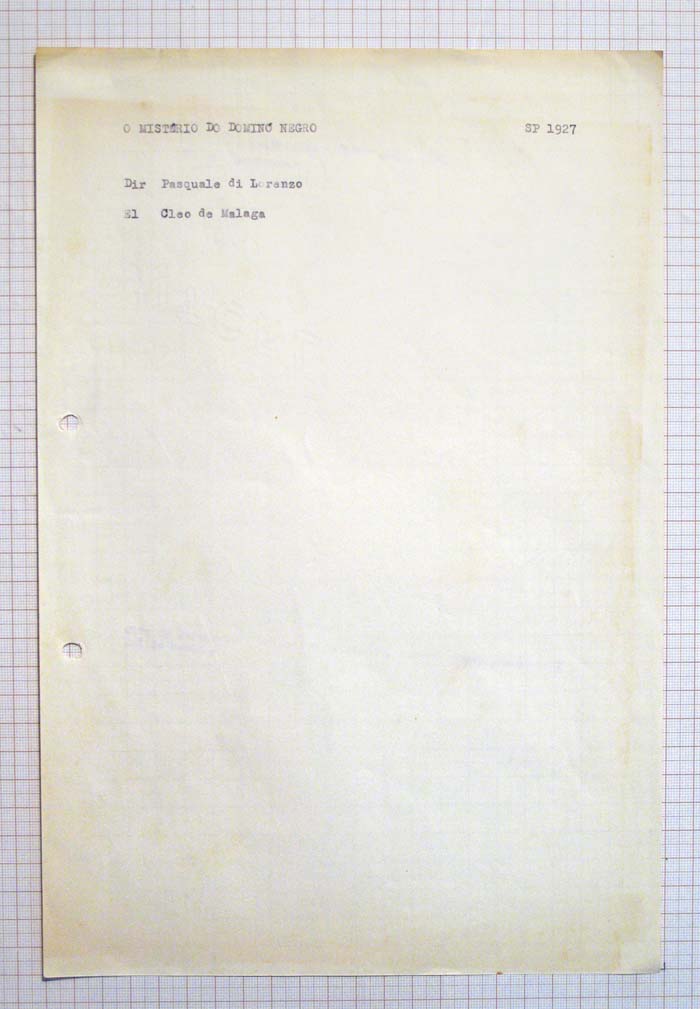 O MISTÉRIO DO DOMINÓ NEGRO SP 1927
Dir Pasquale di Lorenzo
El Cleo de Malaga